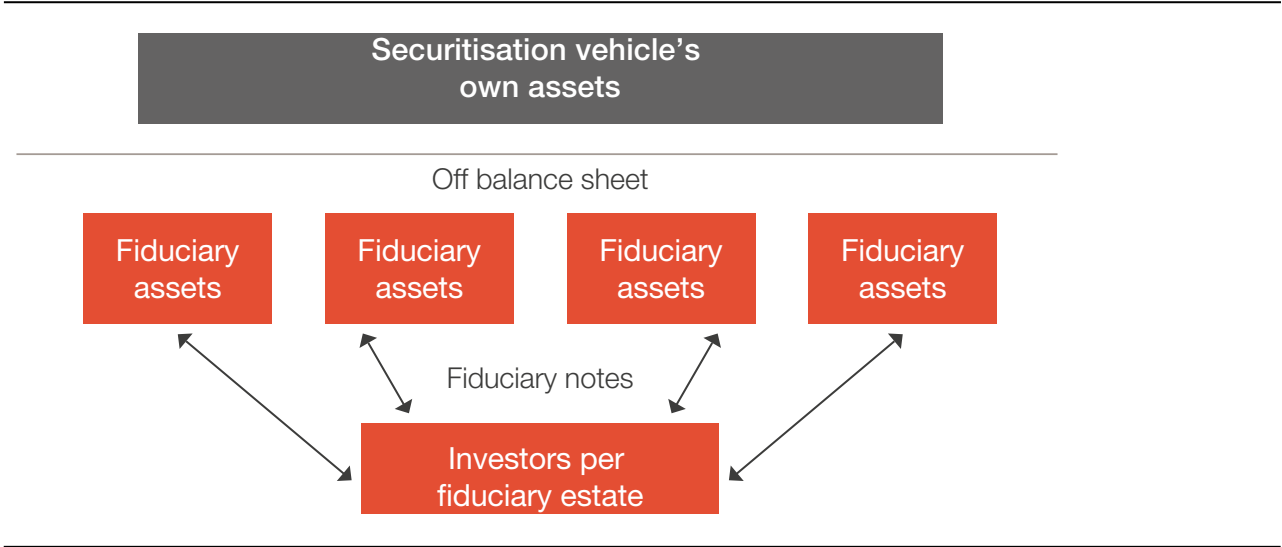 Securitisation vehicle's
own assets
Off balance sheet
Fiduciary
assets
Fiduciary
assets
Fiduciary
assets
Fiduciary
assets
Fiduciary notes
Investors per
fiduciary estate